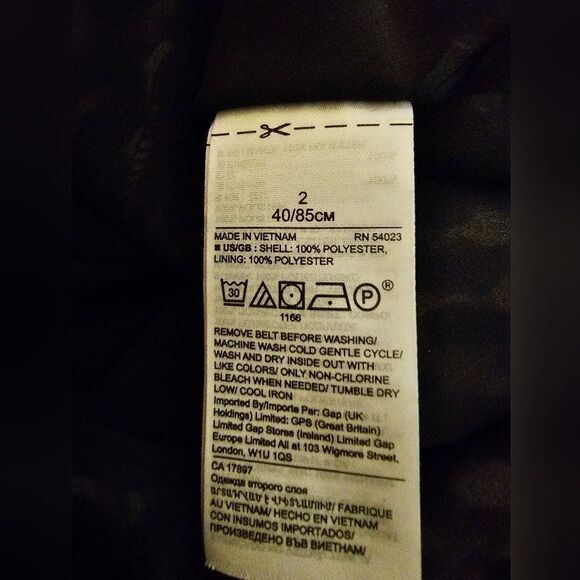 2
40/85CM
MADE IN VIETNAM RN 54023
■ US/GB : SHELL: 100% POLYESTER,
LINING: 100% POLYESTER
30 P®
1166
REMOVE BELT BEFORE WASHING/
MACHINE WASH COLD GENTLE CYCLE/
WASH AND DRY INSIDE OUT WITH
LIKE COLORS/ ONLY NON-CHLORINE
BLEACH WHEN NEEDED/ TUMBLE DRY
LOW/ COOL IRON
Imported By/Importe Par: Gap (UK
Holdings) Limited: GPS (Great Britain)
Limited Gap Stores (Ireland) Limited Gap
Europe Limited All at 103 Wigmore Street,
London, W1U 1QS
CA 17897
Одежда второго слоя
ԱՐՏԱԴՐՎԱԾ Է ՎԻԵՏՆԱՄՈՒՄ/ FABRIQUE
AU VIETNAM/ HECHO EN VIETNAM
CON INSUMOS IMPORTADOS/
ПРОИЗВЕДЕНО ВЪВ ВИЕТНАМ/